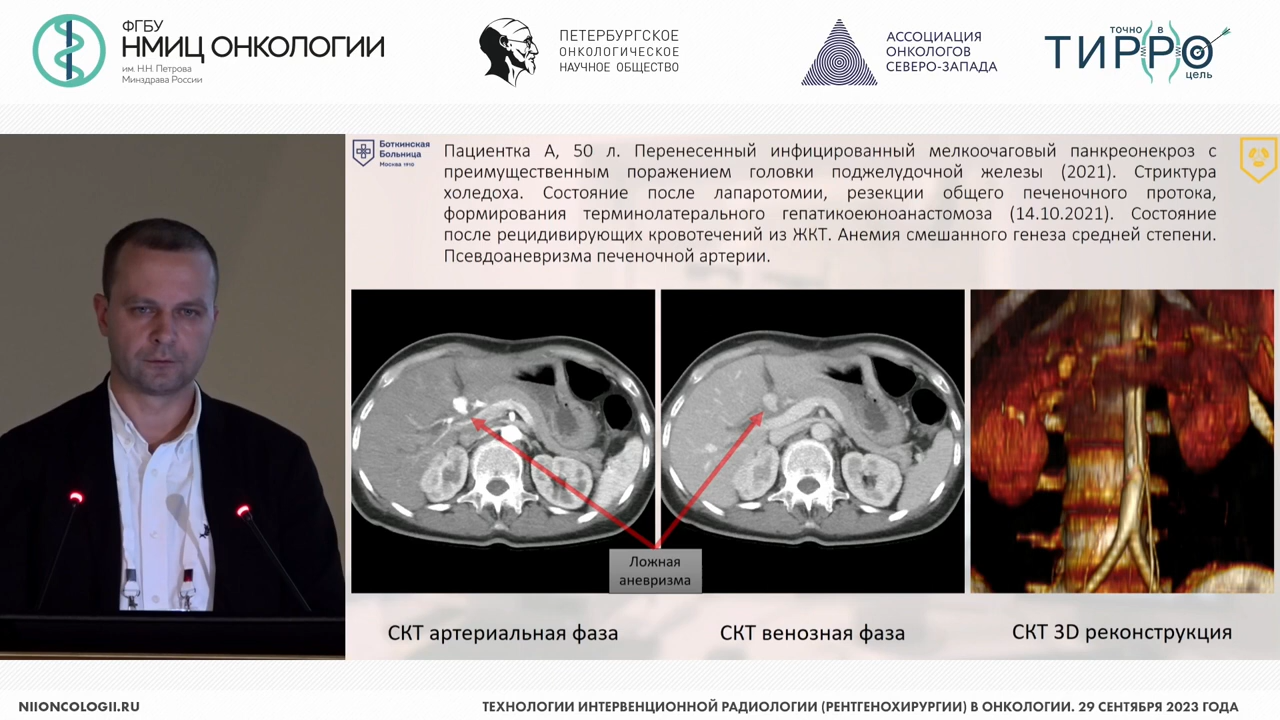 ФГБУ
НМИЦ ОНКОЛОГИИ
им. Н.Н. Петрова
Минздрава России
ПЕТЕРБУРГСКОЕ
ОНКОЛОГИЧЕСКОЕ
НАУЧНОЕ ОБЩЕСТВО
АССОЦИАЦИЯ
ОНКОЛОГОВ
СЕВЕРО-ЗАПАДА
точно в
ТИРРО
цель
Боткинская
Больница
Москва 1910
Пациентка А, 50 л. Перенесенный инфицированный мелкоочаговый панкреонекроз с
преимущественным поражением головки поджелудочной железы (2021). Стриктура
холедоха. Состояние после лапаротомии, резекции общего печеночного протока,
формирования терминолатерального гепатикоеюноанастомоза (14.10.2021). Состояние
после рецидивирующих кровотечений из ЖКТ. Анемия смешанного генеза средней степени.
Псевдоаневризма печеночной артерии.
Ложная
аневризма
СКТ артериальная фаза
СКТ венозная фаза
СКТ 3D реконструкция
NIIONCOLOGII.RU
ТЕХНОЛОГИИ ИНТЕРВЕНЦИОННОЙ РАДИОЛОГИИ (РЕНТГЕНОХИРУРГИИ) В ОНКОЛОГИИ. 29 СЕНТЯБРЯ 2023 ГОДА